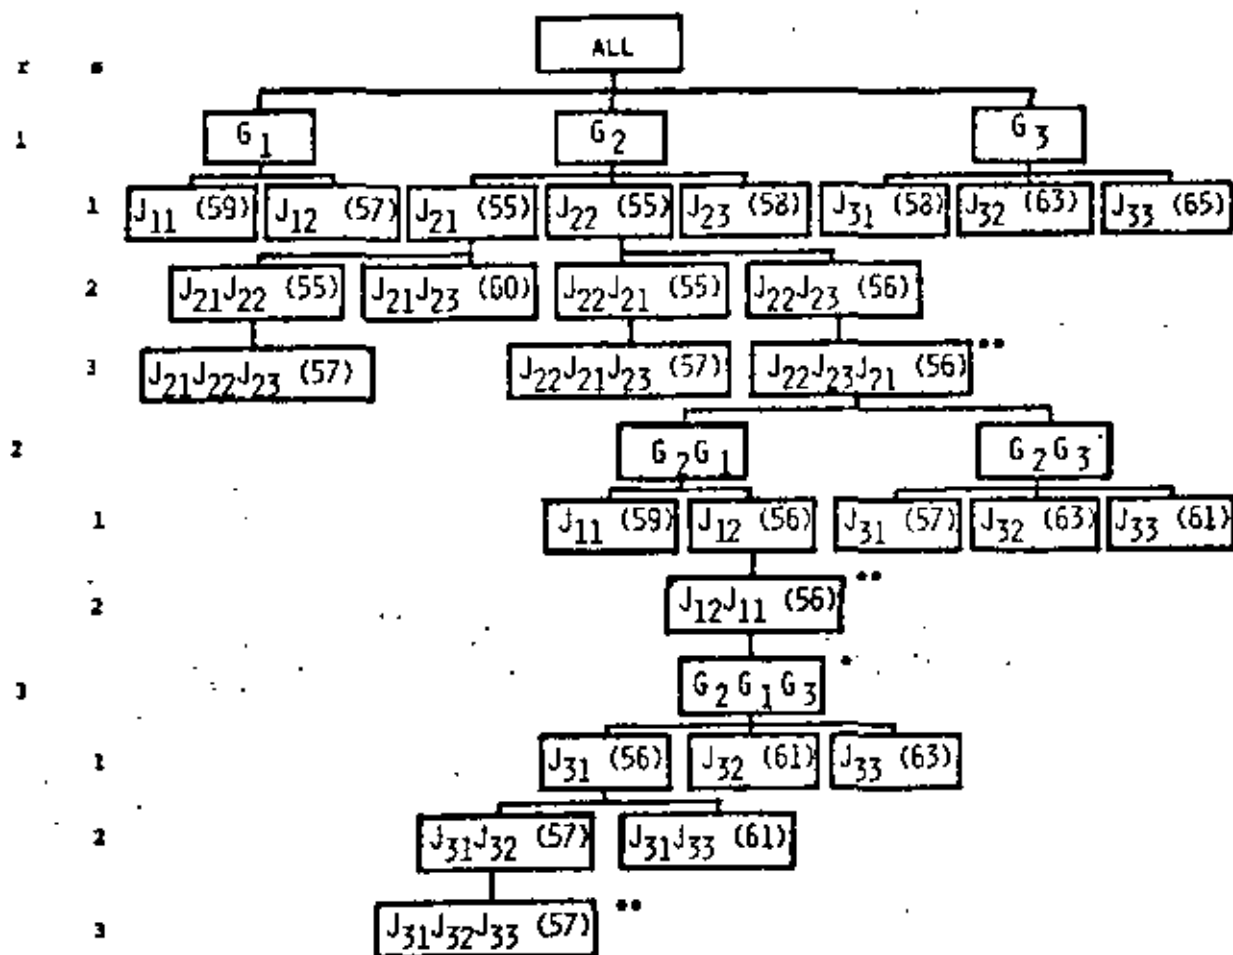 ALL
r s
1 G1 G2 G3
1 J11 (59) J12 (57) J21 (55) J22 (55) J23 (58) J31 (58) J32 (63) J33 (65)
2 J21J22 (55) J21J23 (60) J22J21 (55) J22J23 (56)
3 J21J22J23 (57) J22J21J23 (57) J22J23J21 (56) **
2 G2G1 G2G3
1 J11 (59) J12 (56) J31 (57) J32 (63) J33 (61)
2 J12J11 (56) **
3 G2G1G3 *
1 J31 (56) J32 (61) J33 (63)
2 J31J32 (57) J31J33 (61)
3 J31J32J33 (57) **